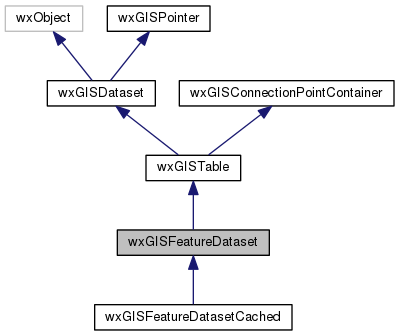 wxObject
wxGISPointer
wxGISDataset
wxGISConnectionPointContainer
wxGISTable
wxGISFeatureDataset
wxGISFeatureDatasetCached